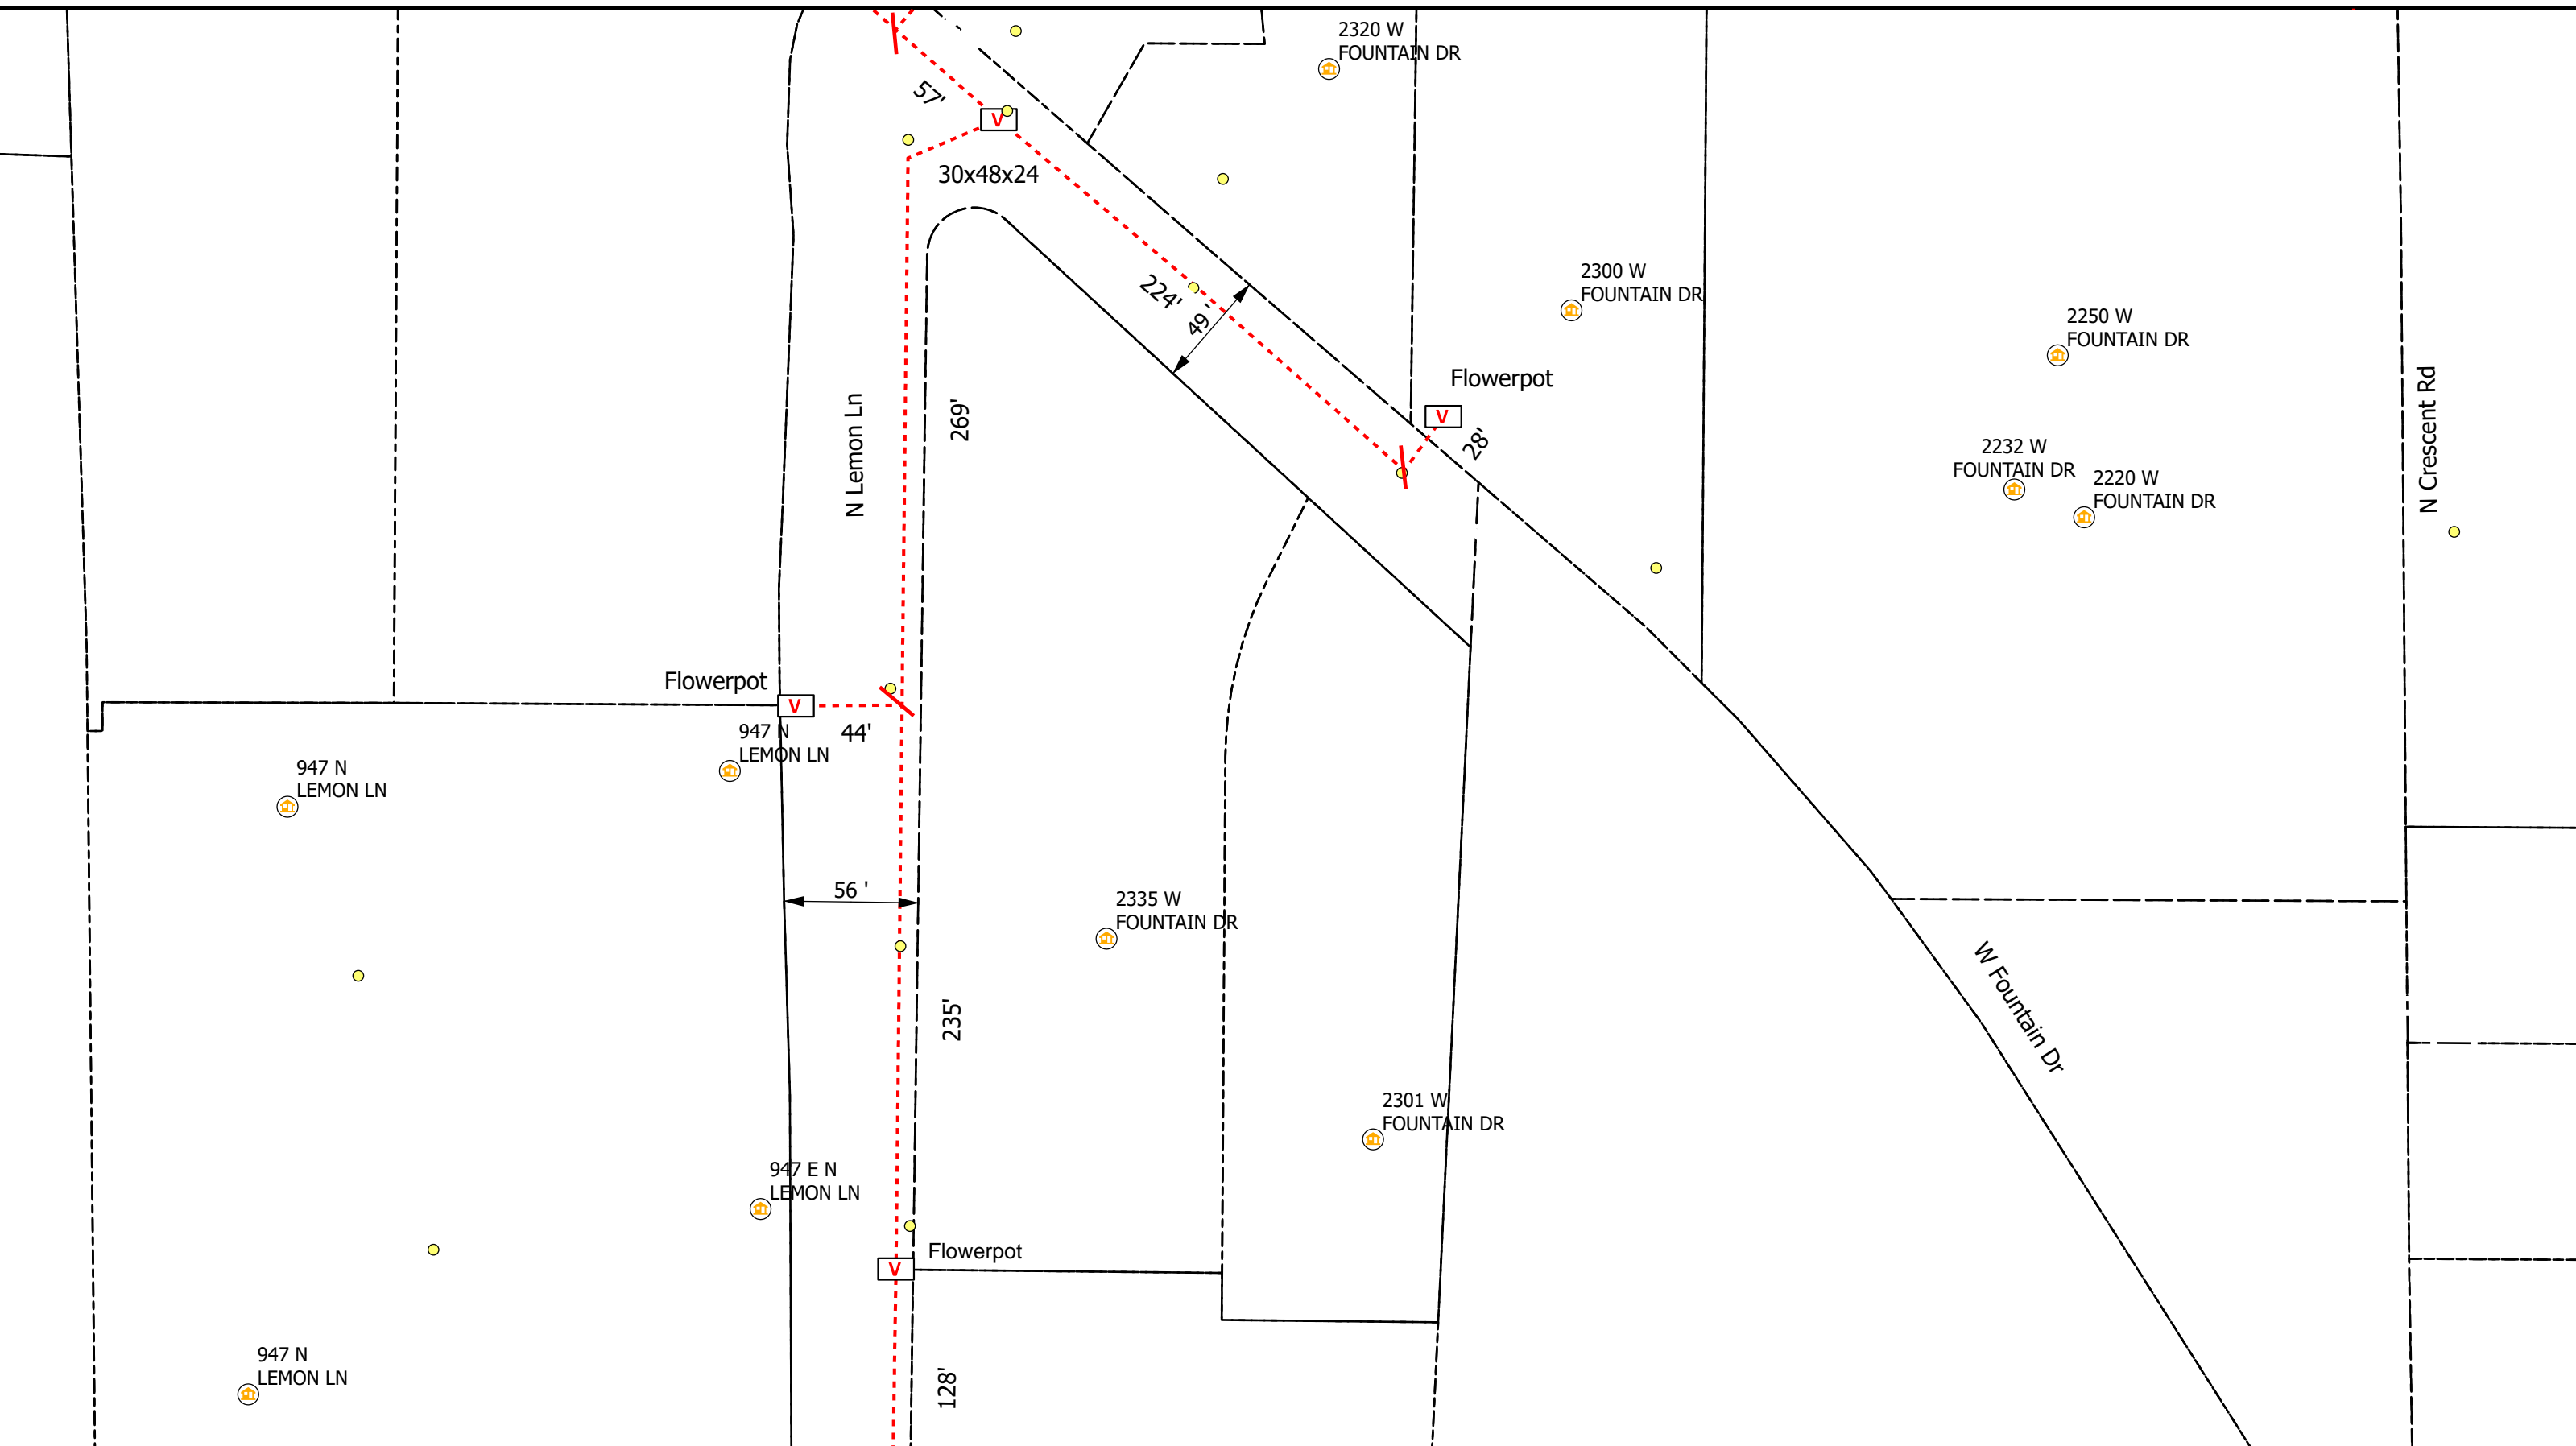 2320 W
FOUNTAIN DR
57'
V
30x48x24
2300 W
FOUNTAIN DR
224'
49 '
2250 W
FOUNTAIN DR
Flowerpot
V
28'
N Lemon Ln
269'
N Crescent Rd
2232 W
FOUNTAIN DR
2220 W
FOUNTAIN DR
Flowerpot
V
44'
947 N
LEMON LN
947 N
LEMON LN
56 '
2335 W
FOUNTAIN DR
235'
W Fountain Dr
2301 W
FOUNTAIN DR
947 E N
LEMON LN
Flowerpot
V
947 N
LEMON LN
128'